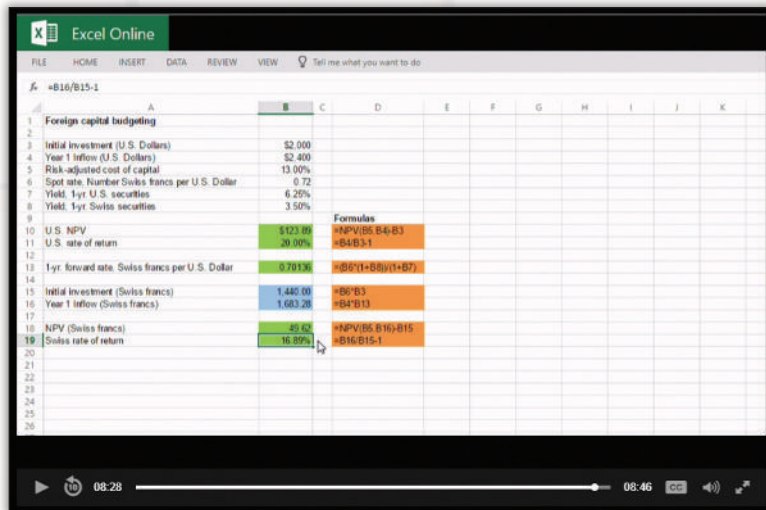 Excel Online
FILE HOME INSERT DATA REVIEW VIEW Tell me what you want to do
fx =B16/B15-1
A B C D E F G H I J K
1 Foreign capital budgeting
2
3 Initial investment (U.S. Dollars) $2,000
4 Year 1 Inflow (U.S. Dollars) $2,400
5 Risk-adjusted cost of capital 13.00%
6 Spot rate, Number Swiss francs per U.S. Dollar 0.72
7 Yield, 1-yr. U.S. securities 6.25%
8 Yield, 1-yr. Swiss securities 3.50%
9 Formulas
10 U.S. NPV $123.89 =NPV(B5,B4)-B3
11 U.S. rate of return 20.00% =B4/B3-1
12
13 1-yr. forward rate, Swiss francs per U.S. Dollar 0.70136 =(B6*(1+B8))/(1+B7)
14
15 Initial investment (Swiss francs) 1,440.00 =B6*B3
16 Year 1 Inflow (Swiss francs) 1,683.28 =B4*B13
17
18 NPV (Swiss francs) 49.62 =NPV(B5,B16)-B15
19 Swiss rate of return 16.89% =B16/B15-1
20
21
22
23
24
25
26
10 08:28 08:46 CC